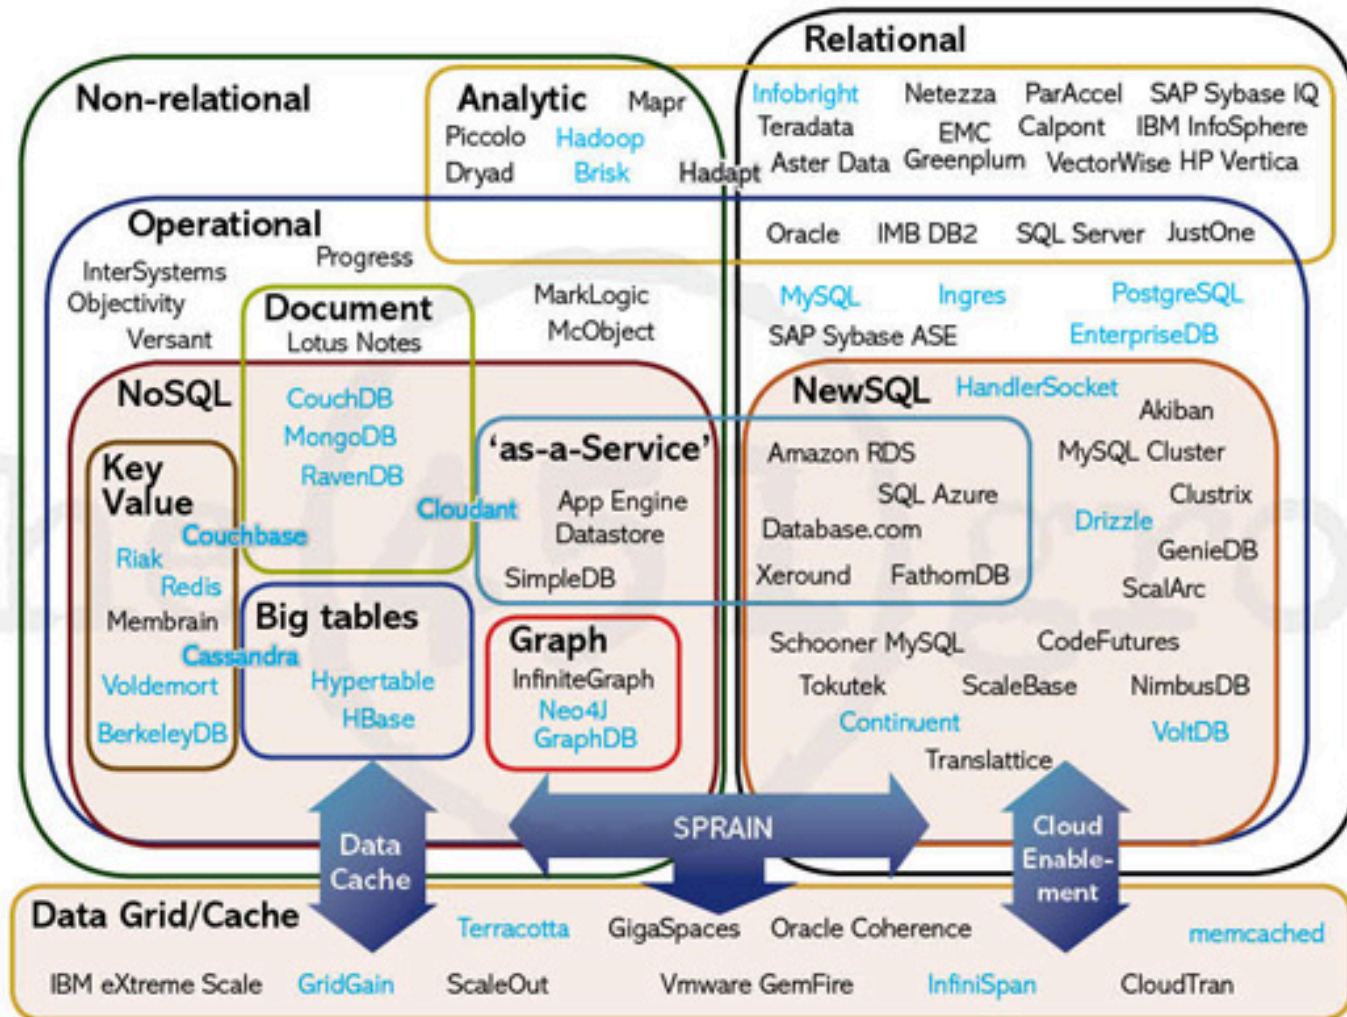 Relational
Non-relational
Analytic Mapr
Piccolo Hadoop
Dryad Brisk Hadapt
Infobright Netezza ParAccel SAP Sybase IQ
Teradata EMC Calpont IBM InfoSphere
Aster Data Greenplum VectorWise HP Vertica
Operational
Oracle IMB DB2 SQL Server JustOne
Progress
InterSystems
Objectivity
Versant
Document
Lotus Notes
MarkLogic
McObject
MySQL Ingres PostgreSQL
SAP Sybase ASE EnterpriseDB
NoSQL
CouchDB
MongoDB
RavenDB
Cloudant
Key
Value
Couchbase
Riak
Redis
Membrain
Cassandra
Voldemort
BerkeleyDB
Big tables
Hypertable
HBase
'as-a-Service'
App Engine
Datastore
SimpleDB
Graph
InfiniteGraph
Neo4J
GraphDB
NewSQL HandlerSocket
Akiban
Amazon RDS MySQL Cluster
SQL Azure Clustrix
Database.com Drizzle
GenieDB
Xeround FathomDB ScalArc
Schooner MySQL CodeFutures
Tokutek ScaleBase NimbusDB
Continuent VoltDB
Translattice
Data
Cache
SPRAIN
Cloud
Enable-
ment
Data Grid/Cache
Terracotta GigaSpaces Oracle Coherence memcached
IBM eXtreme Scale GridGain ScaleOut Vmware GemFire InfiniSpan CloudTran